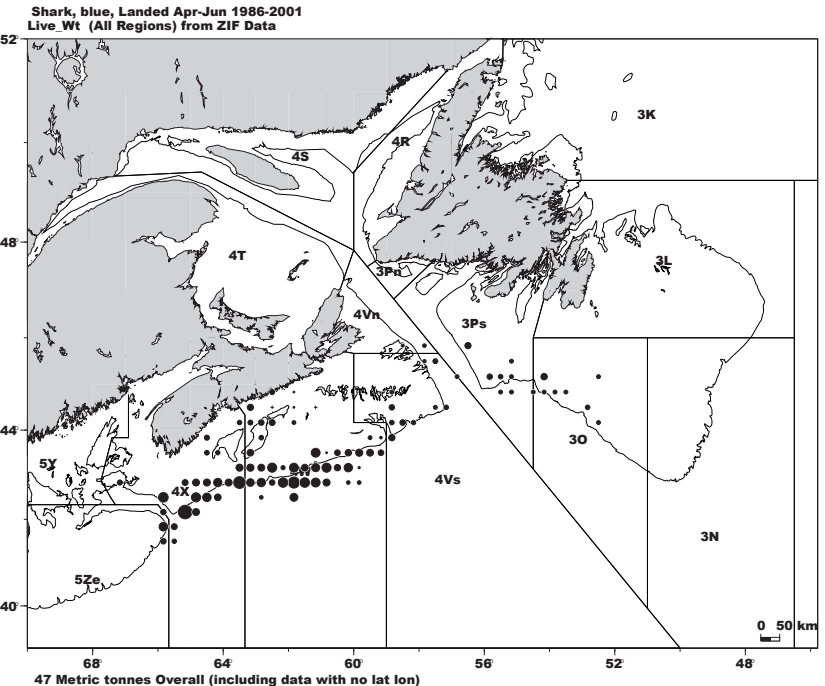 Shark, blue, Landed Apr-Jun 1986-2001
Live_Wt (All Regions) from ZIF Data
52°
3K
4R
4S
48°
4T
3L
3Pn
4Vn
3Ps
44°
3O
5Y
4X
4Vs
3N
5Ze
40°
0 50 km
68° 64° 60° 56° 52° 48°
47 Metric tonnes Overall (including data with no lat lon)